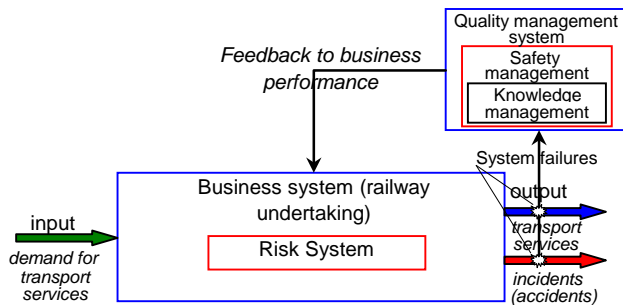 Quality management
system
Safety
management
Knowledge
management
Feedback to business
performance
System failures
Business system (railway
undertaking)
Risk System
input
demand for
transport
services
output
transport
services
incidents
(accidents)